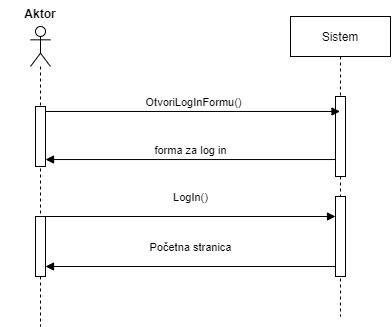 Aktor
Sistem
OtvoriLogInFormu()
forma za log in
LogIn()
Početna stranica